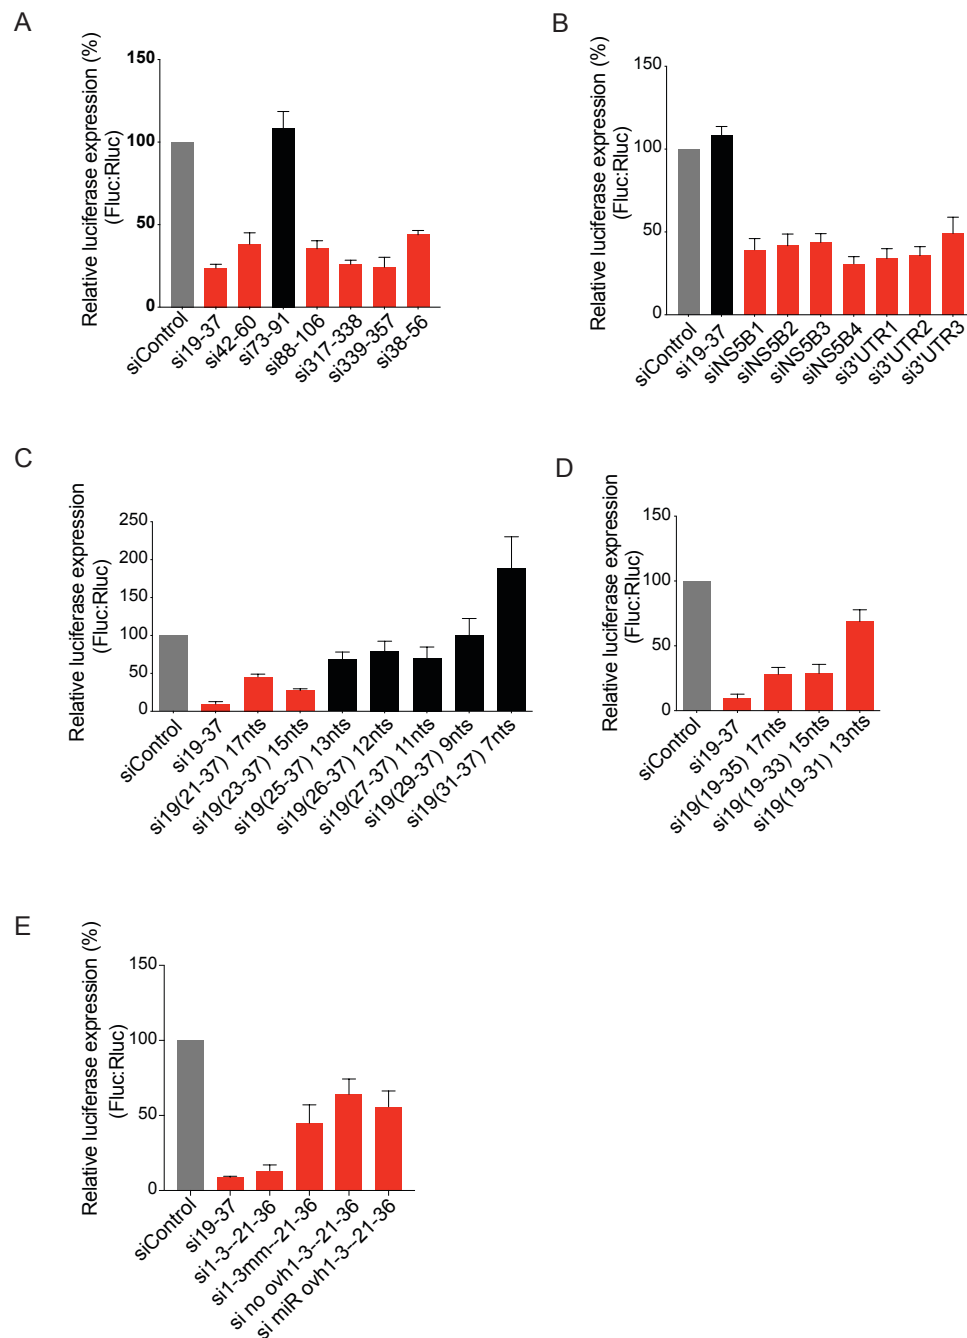 A
Relative luciferase expression (%)
(Fluc:Rluc)
150
100
50
0
siControl
si19-37
si42-60
si73-91
si88-106
si317-338
si339-357
si38-56
B
Relative luciferase expression (%)
(Fluc:Rluc)
150
100
50
0
siControl
si19-37
siNS5B1
siNS5B2
siNS5B3
siNS5B4
si3'UTR1
si3'UTR2
si3'UTR3
C
Relative luciferase expression
(Fluc:Rluc)
250
200
150
100
50
0
siControl
si19-37
si19(21-37) 17nts
si19(23-37) 15nts
si19(25-37) 13nts
si19(26-37) 12nts
si19(27-37) 11nts
si19(29-37) 9nts
si19(31-37) 7nts
D
Relative luciferase expression
(Fluc:Rluc)
150
100
50
0
siControl
si19-37
si19(19-35) 17nts
si19(19-33) 15nts
si19(19-31) 13nts
E
Relative luciferase expression (%)
(Fluc:Rluc)
150
100
50
0
siControl
si19-37
si1-3--21-36
si1-3mm--21-36
si no ovh1-3--21-36
si miR ovh1-3--21-36